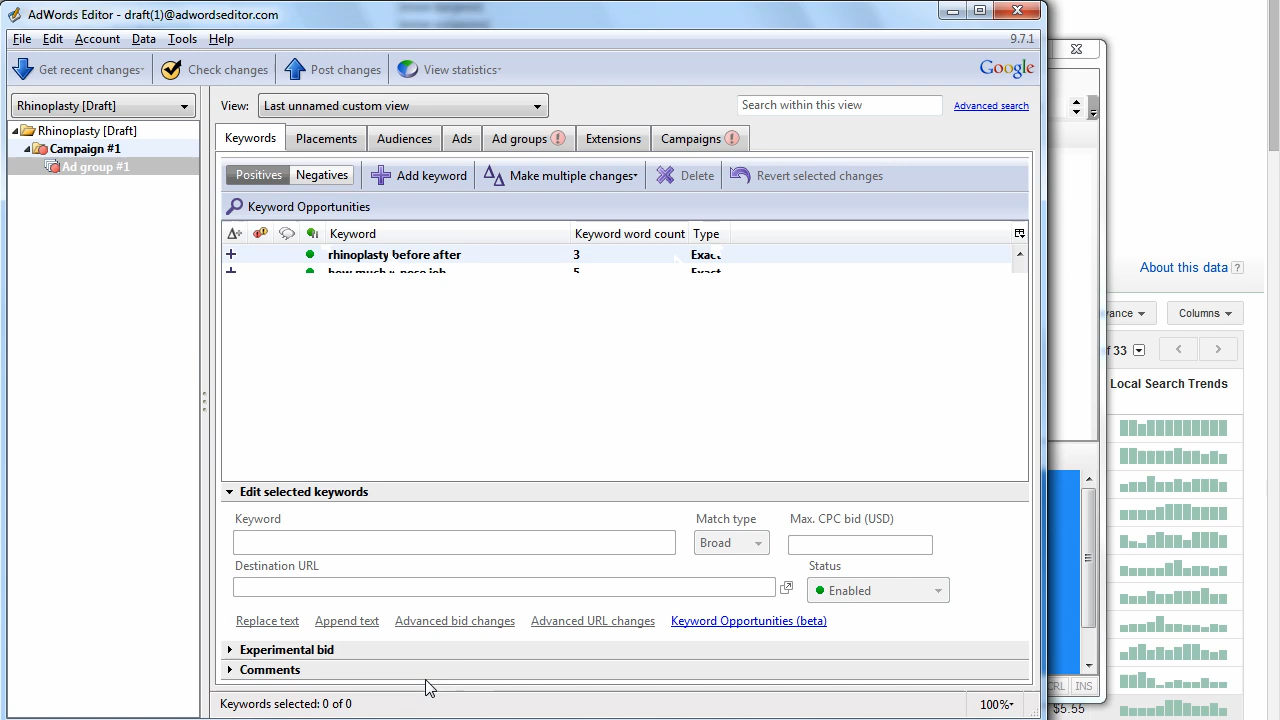 AdWords Editor - draft(1)@adwordseditor.com
File Edit Account Data Tools Help 9.7.1
Get recent changes Check changes Post changes View statistics Google
Rhinoplasty [Draft] View: Last unnamed custom view Search within this view Advanced search
Rhinoplasty [Draft]
Campaign #1
Ad group #1
Keywords Placements Audiences Ads Ad groups Extensions Campaigns
Positives Negatives Add keyword Make multiple changes Delete Revert selected changes
Keyword Opportunities
Keyword Keyword word count Type
rhinoplasty before after 3 Exact
how much nose job 5 Exact
Edit selected keywords
Keyword Match type Max. CPC bid (USD)
Broad
Destination URL Status
Enabled
Replace text Append text Advanced bid changes Advanced URL changes Keyword Opportunities (beta)
Experimental bid
Comments
Keywords selected: 0 of 0 100%
About this data ?
Columns
of 33
Local Search Trends
CRL INS
$5.55